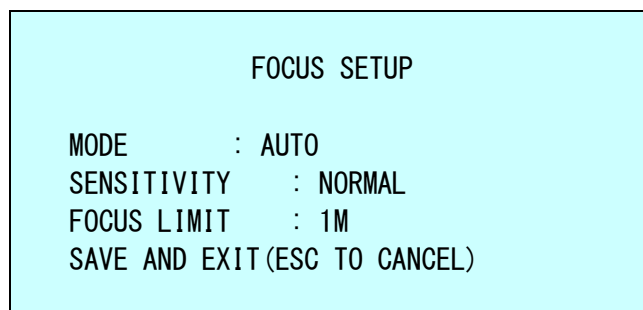 FOCUS SETUP
MODE : AUTO
SENSITIVITY : NORMAL
FOCUS LIMIT : 1M
SAVE AND EXIT(ESC TO CANCEL)